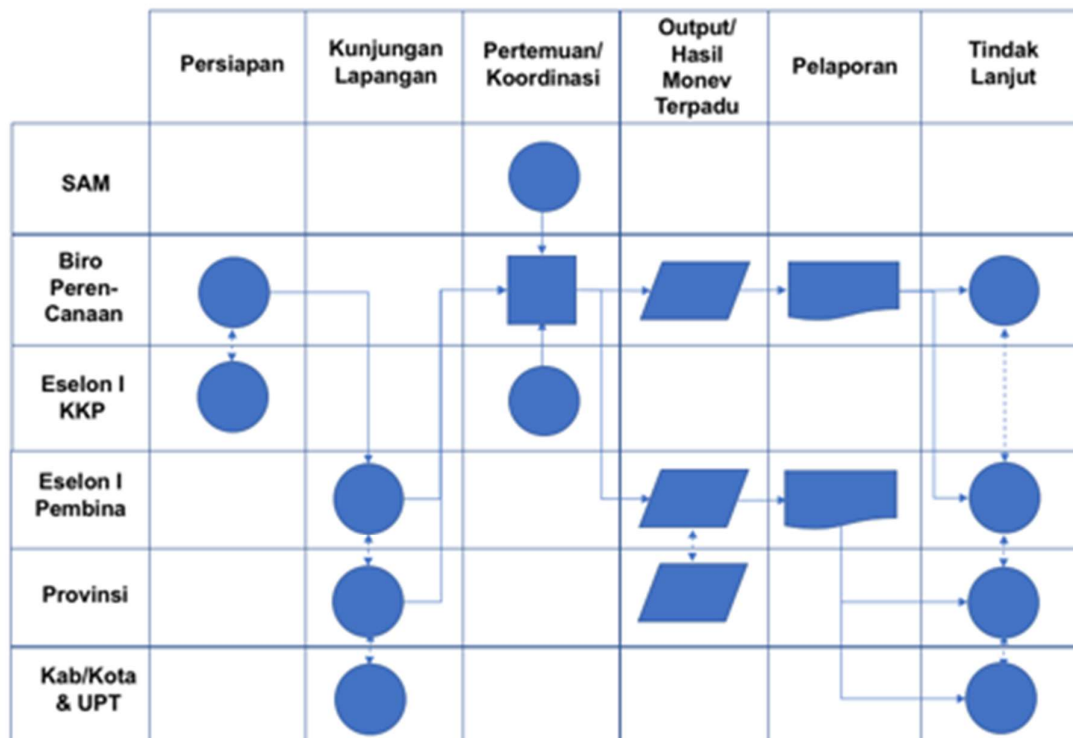 Persiapan
Kunjungan
Lapangan
Pertemuan/
Koordinasi
Output/
Hasil
Monev
Terpadu
Pelaporan
Tindak
Lanjut
SAM
Biro
Peren-
Canaan
Eselon I
KKP
Eselon I
Pembina
Provinsi
Kab/Kota
& UPT